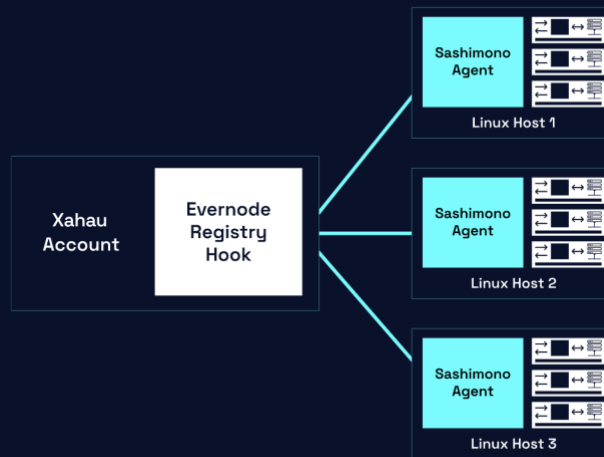 Xahau
Account
Evernode
Registry
Hook
Sashimono
Agent
Linux Host 1
Sashimono
Agent
Linux Host 2
Sashimono
Agent
Linux Host 3